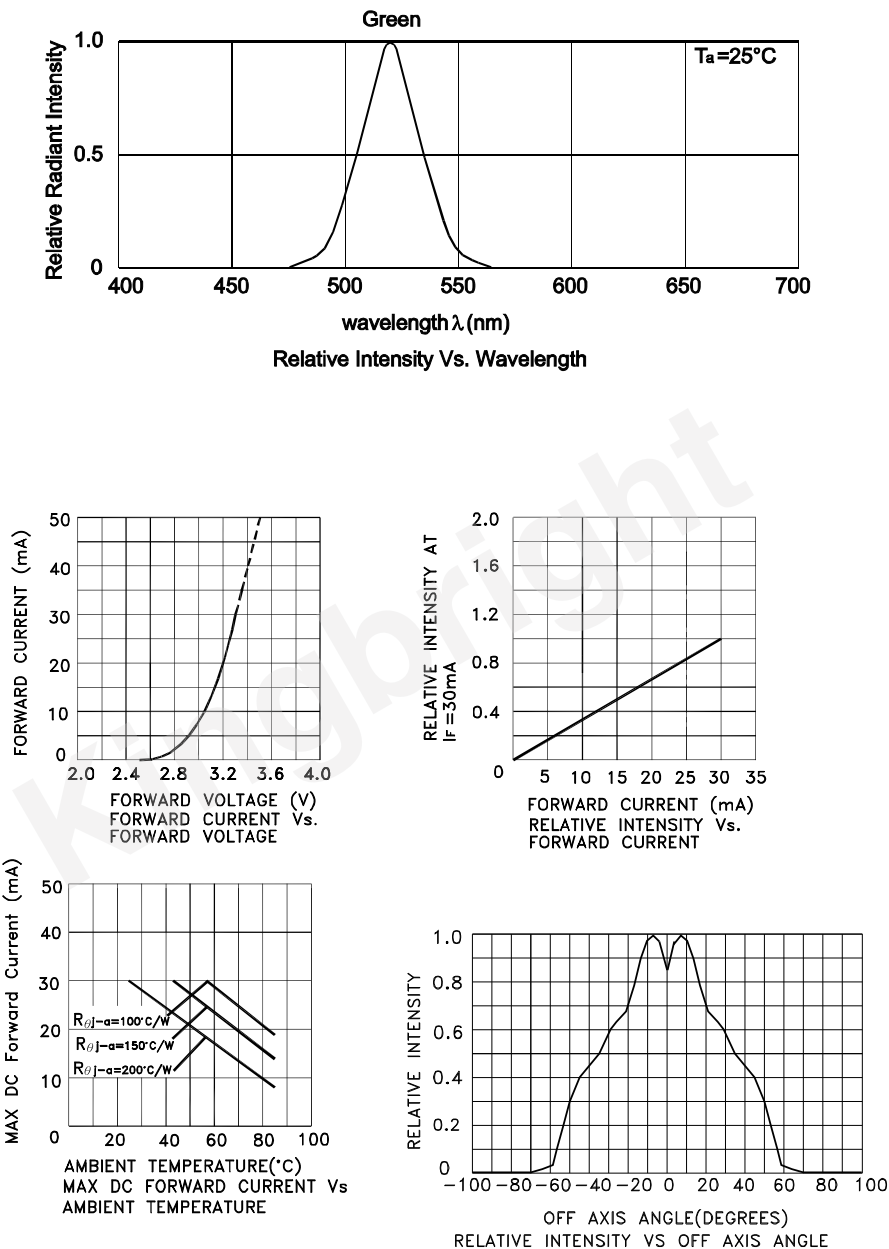 Green
1.0
Ta=25°C
Relative Radiant Intensity
0.5
0
400 450 500 550 600 650 700
wavelength λ (nm)
Relative Intensity Vs. Wavelength
Kingbright
50
40
30
20
10
0
FORWARD CURRENT (mA)
2.0 2.4 2.8 3.2 3.6 4.0
FORWARD VOLTAGE (V)
FORWARD CURRENT Vs.
FORWARD VOLTAGE
2.0
1.6
1.2
0.8
0.4
0
RELATIVE INTENSITY AT
IF=30mA
5 10 15 20 25 30 35
FORWARD CURRENT (mA)
RELATIVE INTENSITY Vs.
FORWARD CURRENT
50
40
30
20
10
0
MAX DC Forward Current (mA)
Rθj-a=100°C/W
Rθj-a=150°C/W
Rθj-a=200°C/W
20 40 60 80 100
AMBIENT TEMPERATURE(°C)
MAX DC FORWARD CURRENT Vs
AMBIENT TEMPERATURE
1.0
0.8
0.6
0.4
0.2
0
RELATIVE INTENSITY
-100 -80 -60 -40 -20 0 20 40 60 80 100
OFF AXIS ANGLE(DEGREES)
RELATIVE INTENSITY VS OFF AXIS ANGLE